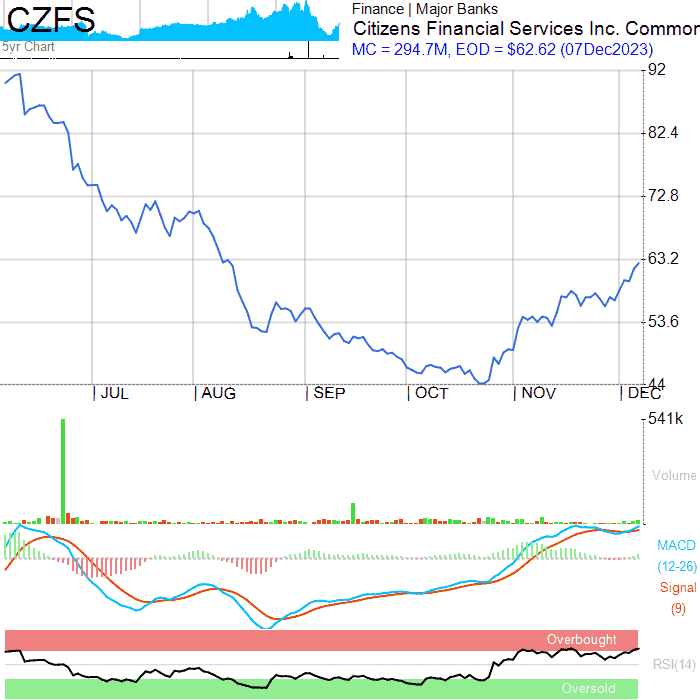 CZFS
5yr Chart
Finance | Major Banks
Citizens Financial Services Inc. Common
MC = 294.7M, EOD = $62.62 (07Dec2023)
92
82.4
72.8
63.2
53.6
44
JUL AUG SEP OCT NOV DEC
541k
Volume
MACD
(12-26)
Signal
(9)
Overbought
RSI(14)
Oversold